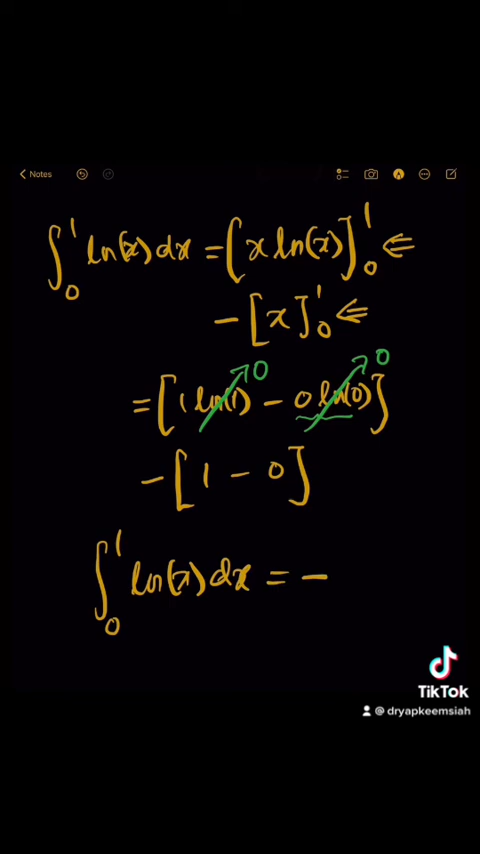 Notes
∫₀¹ ln(x) dx = [x ln(x)]₀¹ ⇐
− [x]₀¹ ⇐
0 0
= [1 ln(1) − 0 ln(0)]
− [1 − 0]
∫₀¹ ln(x) dx = −
TikTok
@dryapkeemsiah